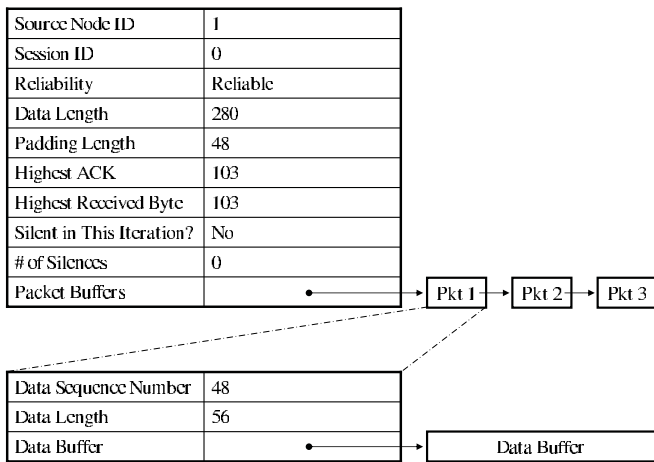 Source Node ID 1
Session ID 0
Reliability Reliable
Data Length 280
Padding Length 48
Highest ACK 103
Highest Received Byte 103
Silent in This Iteration? No
# of Silences 0
Packet Buffers Pkt 1 Pkt 2 Pkt 3
Data Sequence Number 48
Data Length 56
Data Buffer Data Buffer